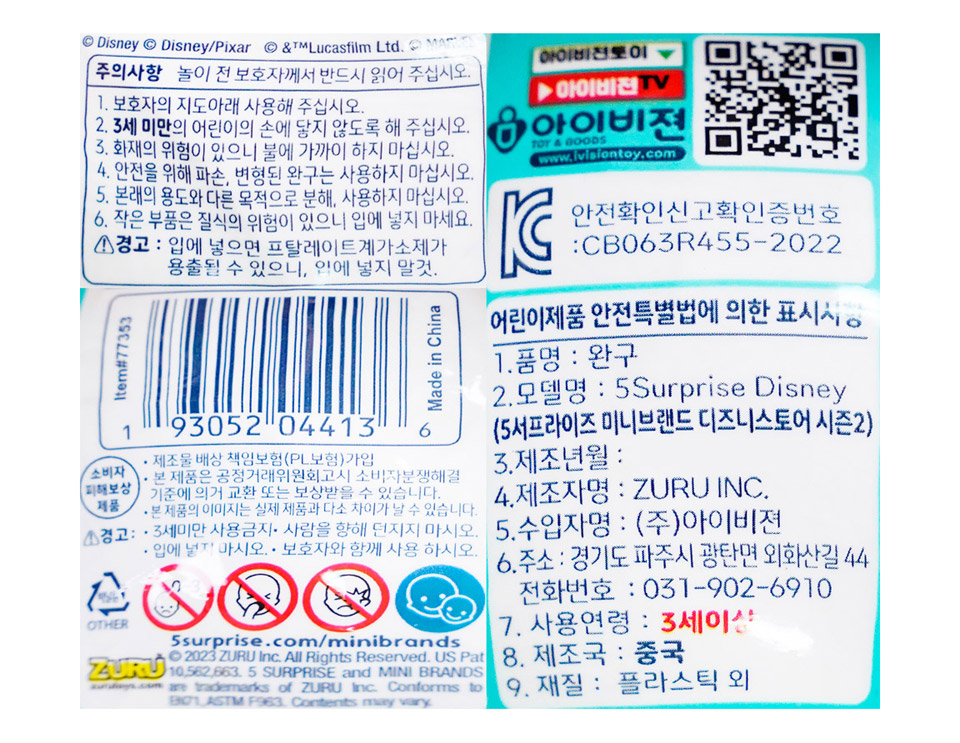 © Disney © Disney/Pixar © &™Lucasfilm Ltd. © MARVEL
주의사항 놀이 전 보호자께서 반드시 읽어 주십시오.
1. 보호자의 지도아래 사용해 주십시오.
2. 3세 미만의 어린이의 손에 닿지 않도록 해 주십시오.
3. 화재의 위험이 있으니 불에 가까이 하지 마십시오.
4. 안전을 위해 파손, 변형된 완구는 사용하지 마십시오.
5. 본래의 용도와 다른 목적으로 분해, 사용하지 마십시오.
6. 작은 부품은 질식의 위험이 있으니 입에 넣지 마세요.
⚠경고 : 입에 넣으면 프탈레이트계가소제가
용출될 수 있으니, 입에 넣지 말것.
아이비젼토이
아이비젼TV
아이비젼
TOY & GOODS
www.ivisiontoy.com
KC
안전확인신고확인증번호
:CB063R455-2022
Item#77353
Made in China
1 93052 04413 6
소비자
피해보상
제품
· 제조물 배상 책임보험(PL보험)가입
· 본 제품은 공정거래위원회고시 소비자분쟁해결
기준에 의거 교환 또는 보상받을 수 있습니다.
· 본 제품의 이미지는 실제 제품과 다소 차이가 날 수 있습니다.
⚠경고: · 3세미만 사용금지· 사람을 향해 던지지 마시오.
· 입에 넣지 마시오. · 보호자와 함께 사용 하시오.
OTHER
5surprise.com/minibrands
ZURU
© 2023 ZURU Inc. All Rights Reserved. US Pat
10,562,663. 5 SURPRISE and MINI BRANDS
are trademarks of ZURU Inc. Conforms to
EN71, ASTM F963. Contents may vary.
어린이제품 안전특별법에 의한 표시사항
1.품명 : 완구
2.모델명 : 5Surprise Disney
(5서프라이즈 미니브랜드 디즈니스토어 시즌2)
3.제조년월 :
4.제조자명 : ZURU INC.
5.수입자명 : (주)아이비젼
6.주소 : 경기도 파주시 광탄면 외화산길 44
전화번호 : 031-902-6910
7. 사용연령 : 3세이상
8. 제조국 : 중국
9. 재질 : 플라스틱 외